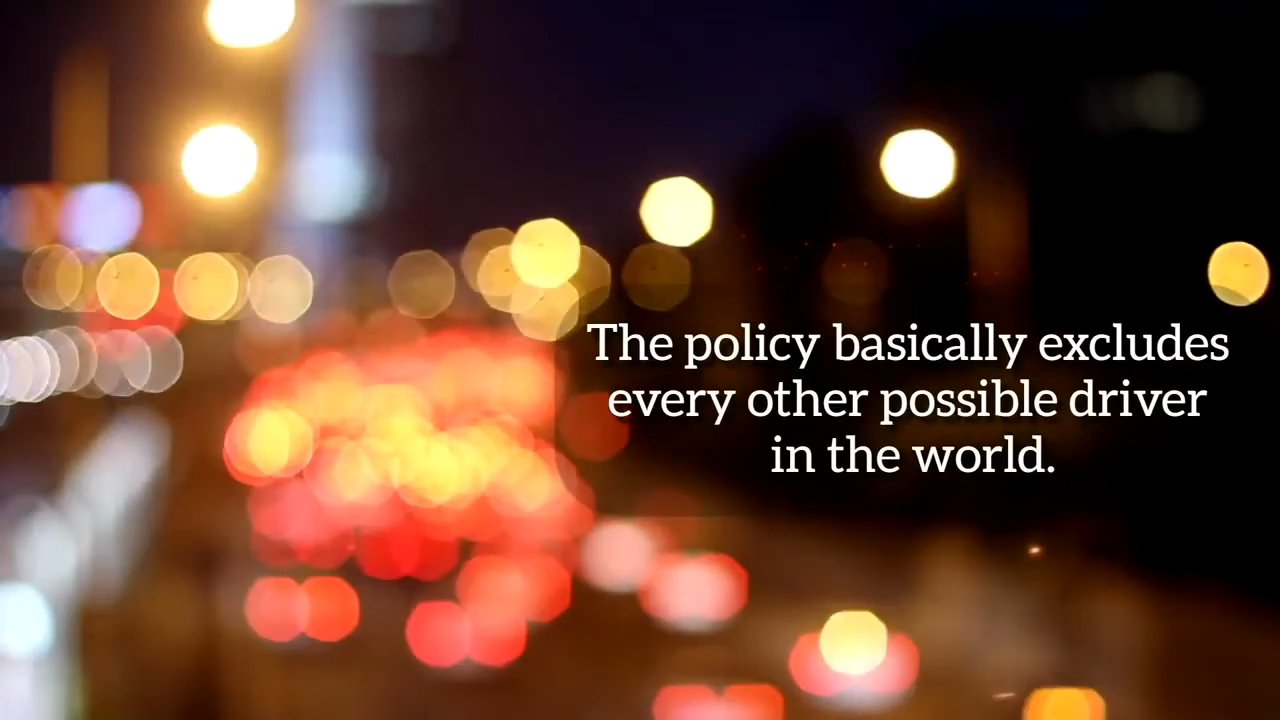 The policy basically excludes
every other possible driver
in the world.